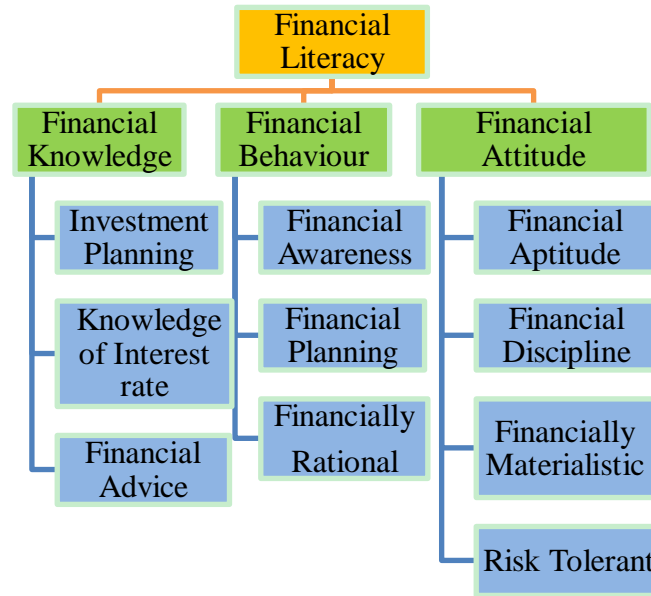 Financial
Literacy
Financial
Knowledge
Financial
Behaviour
Financial
Attitude
Investment
Planning
Knowledge
of Interest
rate
Financial
Advice
Financial
Awareness
Financial
Planning
Financially
Rational
Financial
Aptitude
Financial
Discipline
Financially
Materialistic
Risk Tolerant